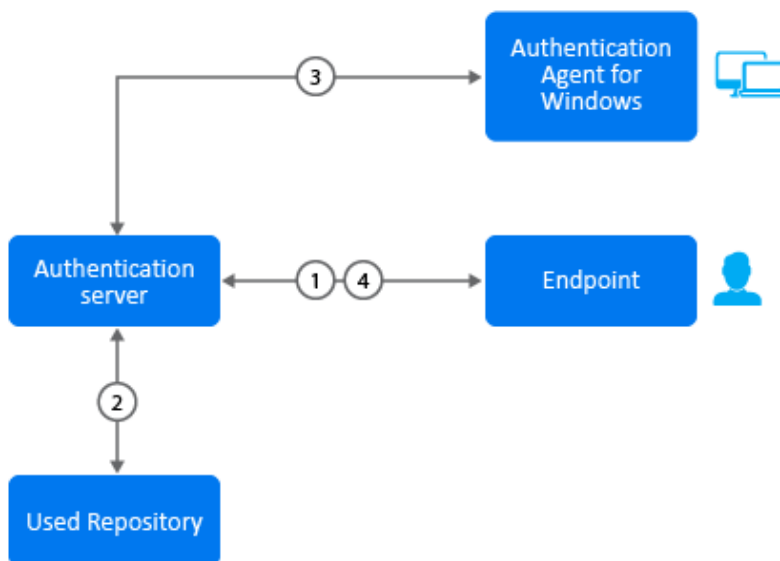 Authentication
Agent for
Windows
3
Authentication
server
1
4
Endpoint
2
Used Repository